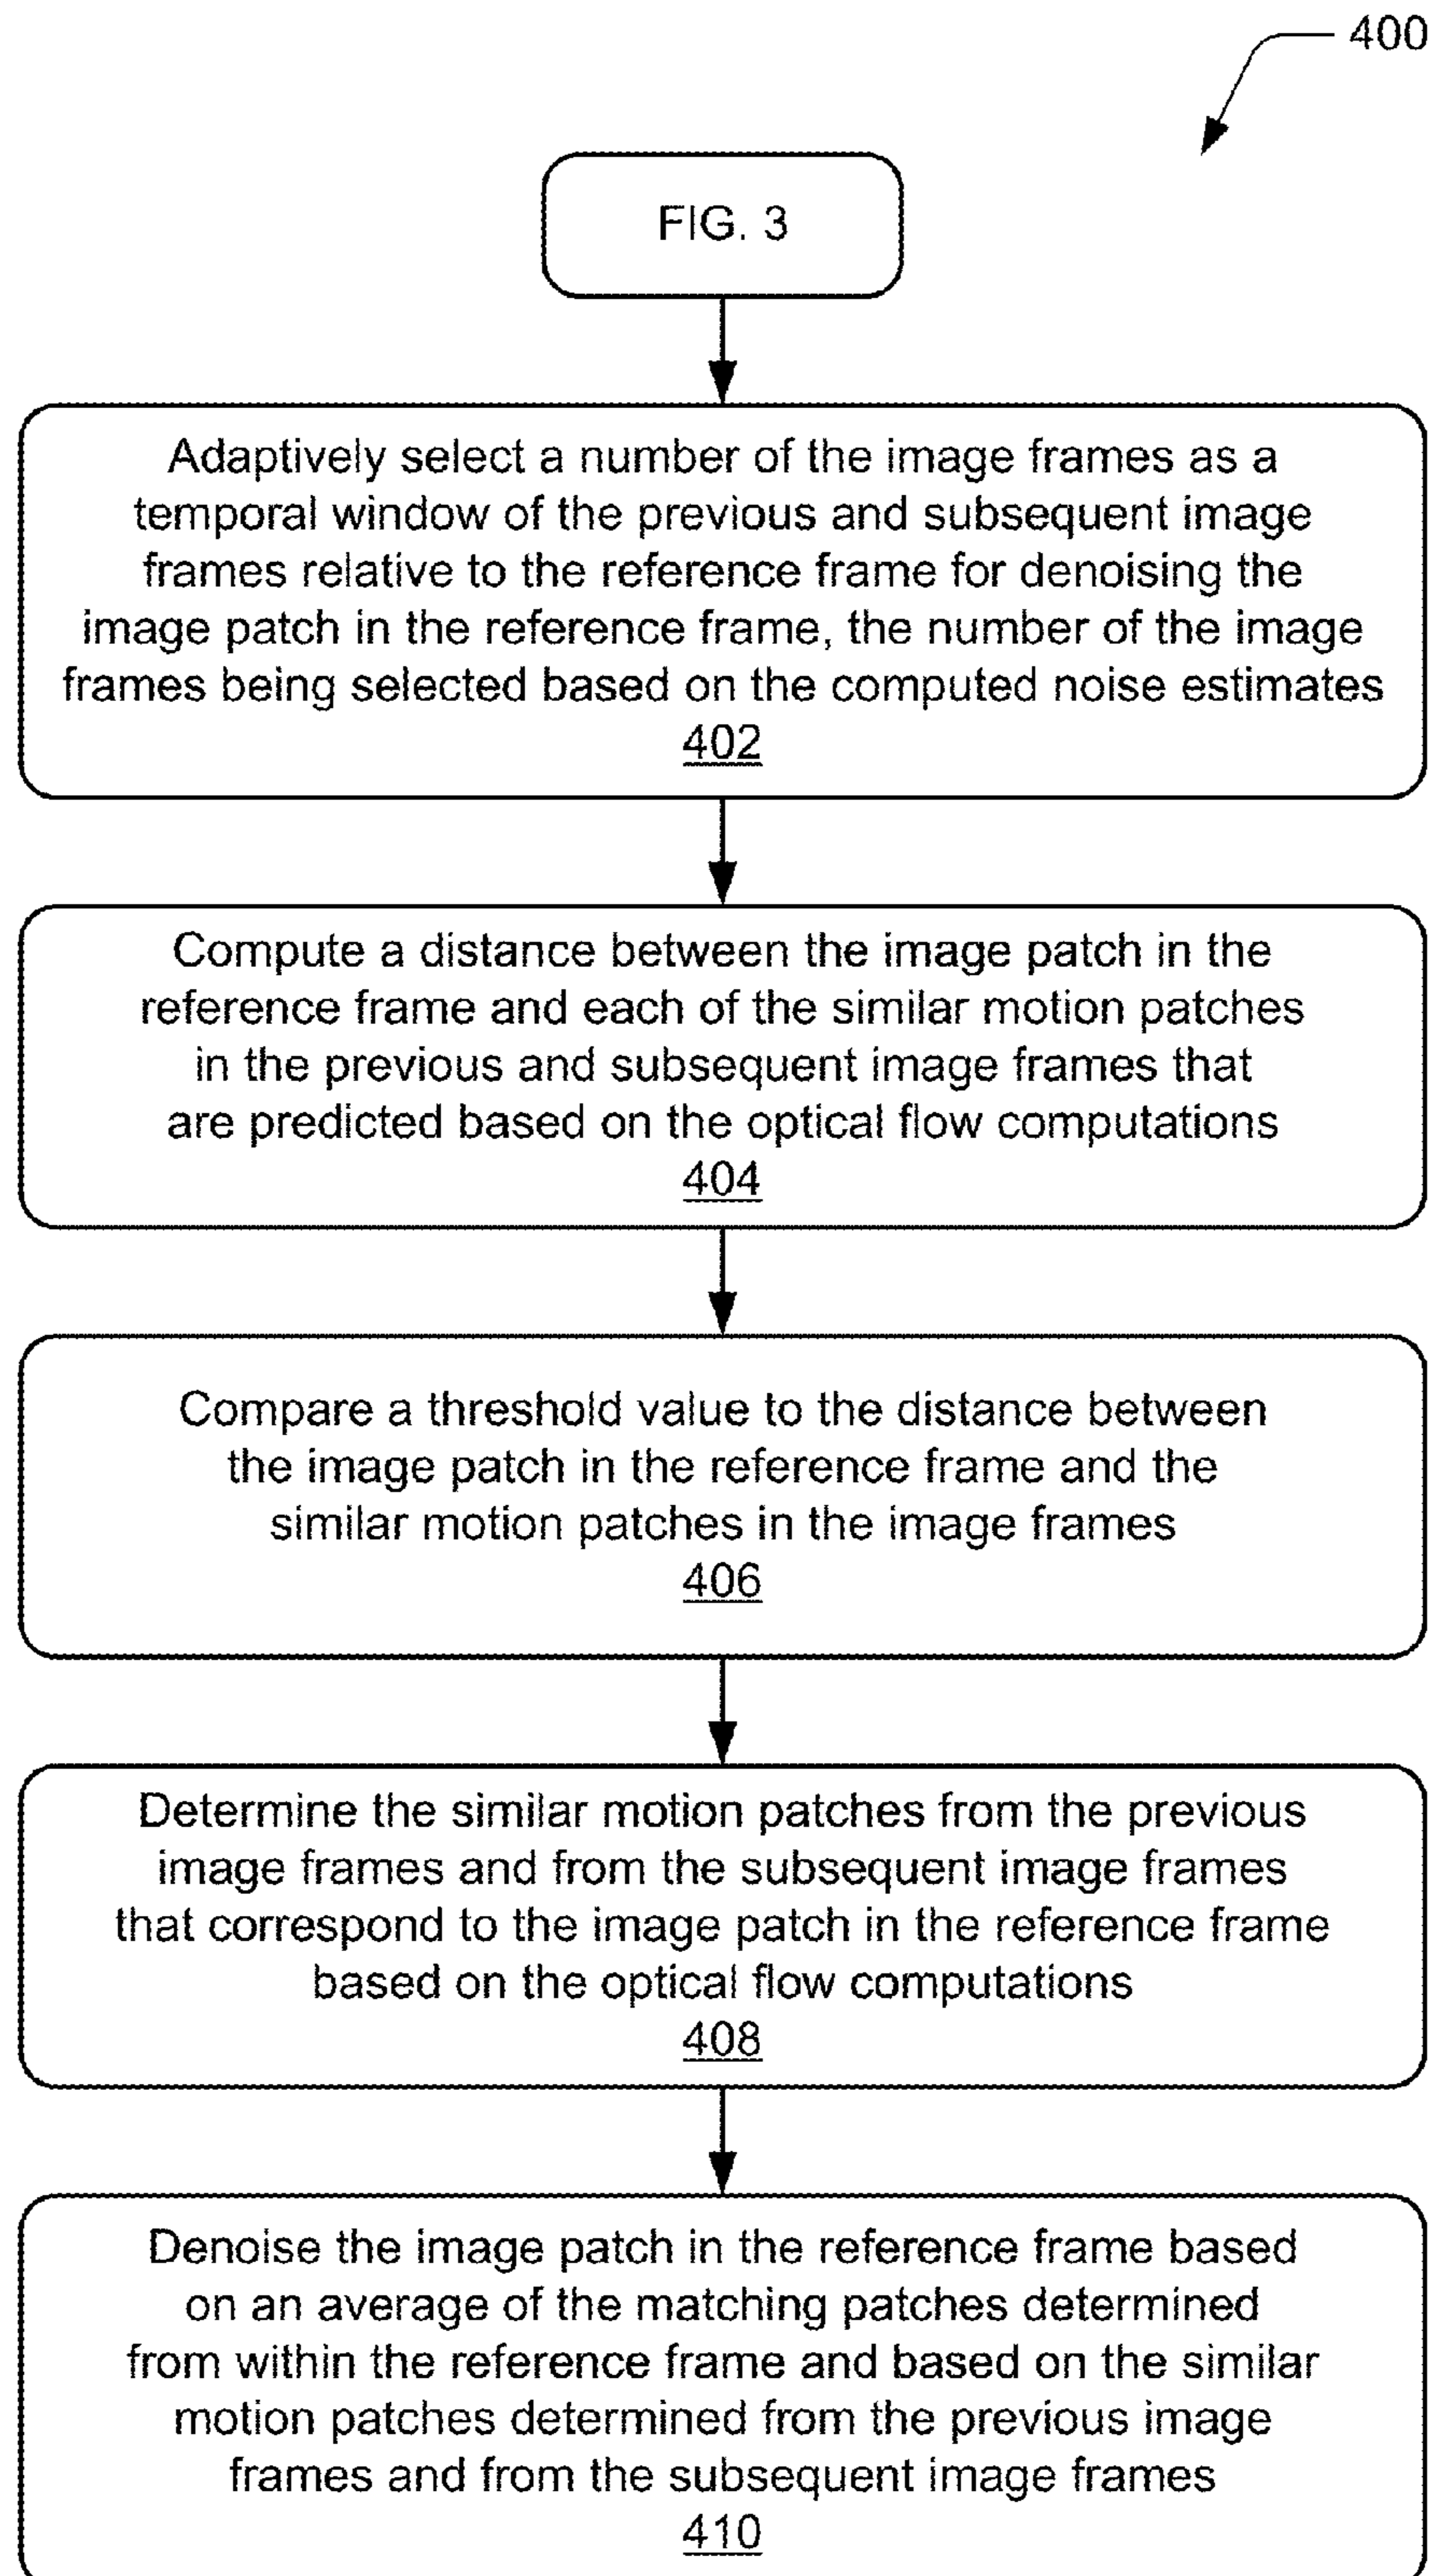 400
FIG. 3
Adaptively select a number of the image frames as a
temporal window of the previous and subsequent image
frames relative to the reference frame for denoising the
image patch in the reference frame, the number of the image
frames being selected based on the computed noise estimates
402
Compute a distance between the image patch in the
reference frame and each of the similar motion patches
in the previous and subsequent image frames that
are predicted based on the optical flow computations
404
Compare a threshold value to the distance between
the image patch in the reference frame and the
similar motion patches in the image frames
406
Determine the similar motion patches from the previous
image frames and from the subsequent image frames
that correspond to the image patch in the reference frame
based on the optical flow computations
408
Denoise the image patch in the reference frame based
on an average of the matching patches determined
from within the reference frame and based on the similar
motion patches determined from the previous image
frames and from the subsequent image frames
410